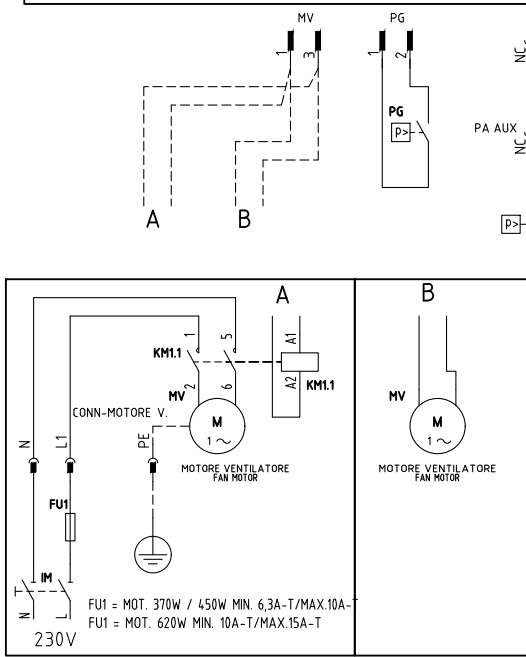 MV PG
1 3 1 2
NC
PG
P>
PA AUX
NC
A B
P>
A B
1 5
KM1.1
A1
A2
KM1.1
2 6
MV
CONN-MOTORE V.
M
1 ~
MV
M
1 ~
N L1 PE
MOTORE VENTILATORE
FAN MOTOR
MOTORE VENTILATORE
FAN MOTOR
FU1
IM
N L
FU1 = MOT. 370W / 450W MIN. 6,3A-T/MAX.10A-T
FU1 = MOT. 620W MIN. 10A-T/MAX.15A-T
230V